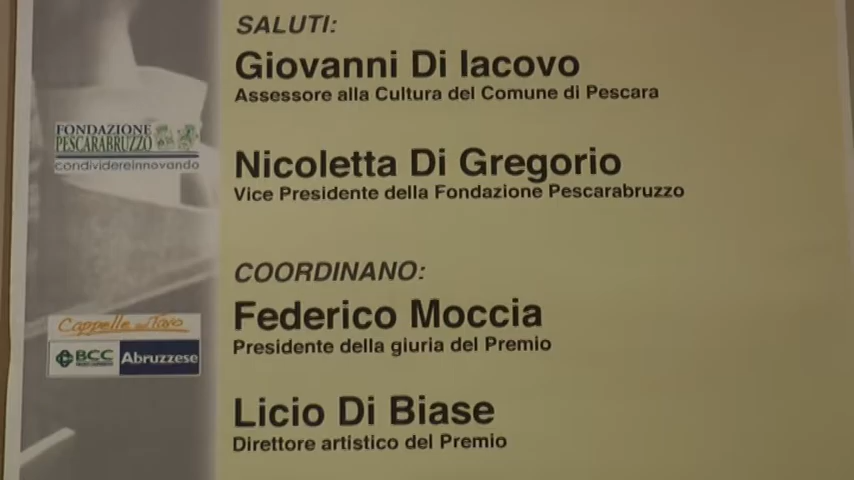 SALUTI:
Giovanni Di Iacovo
Assessore alla Cultura del Comune di Pescara
FONDAZIONE
PESCARABRUZZO
condividereinnovando
Nicoletta Di Gregorio
Vice Presidente della Fondazione Pescarabruzzo
COORDINANO:
Federico Moccia
Presidente della giuria del Premio
Cappelle sul Tavo
BCC Abruzzese
Licio Di Biase
Direttore artistico del Premio